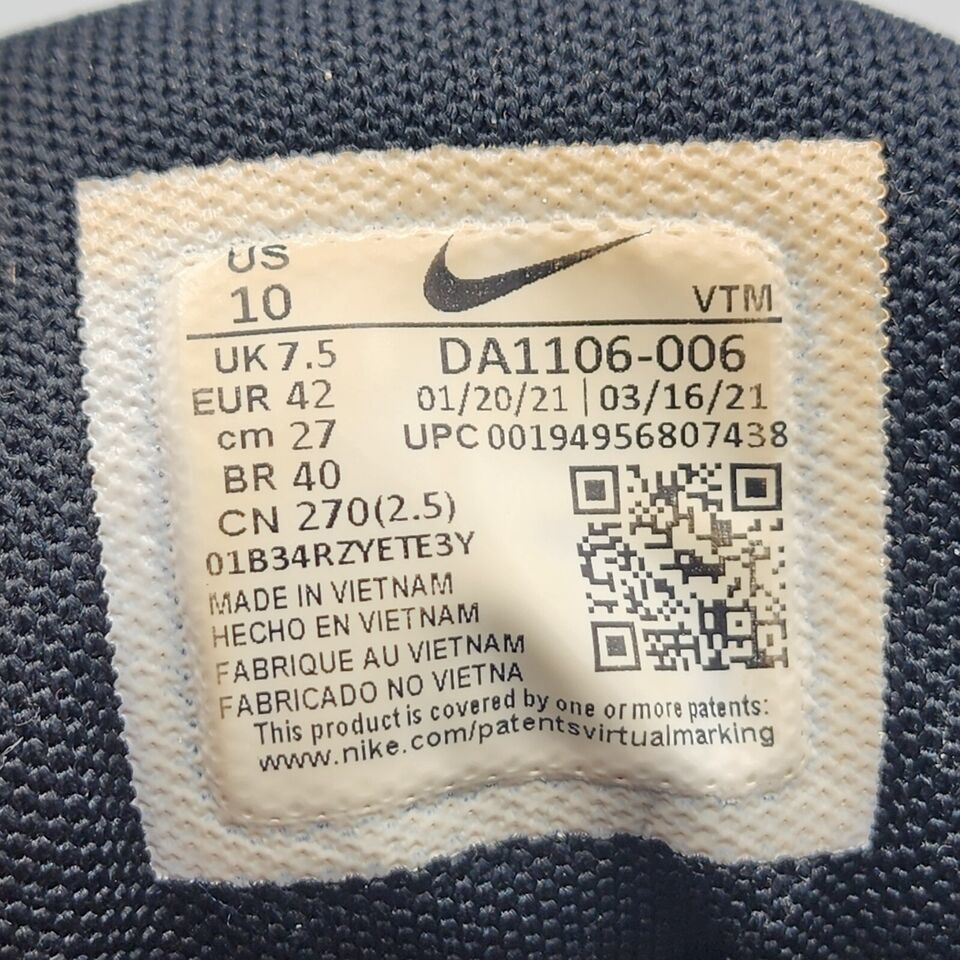 US
10
VTM
UK 7.5
EUR 42
cm 27
BR 40
CN 270(2.5)
DA1106-006
01/20/21 | 03/16/21
UPC 00194956807438
01B34RZYETE3Y
MADE IN VIETNAM
HECHO EN VIETNAM
FABRIQUE AU VIETNAM
FABRICADO NO VIETNA
This product is covered by one or more patents:
www.nike.com/patentsvirtualmarking